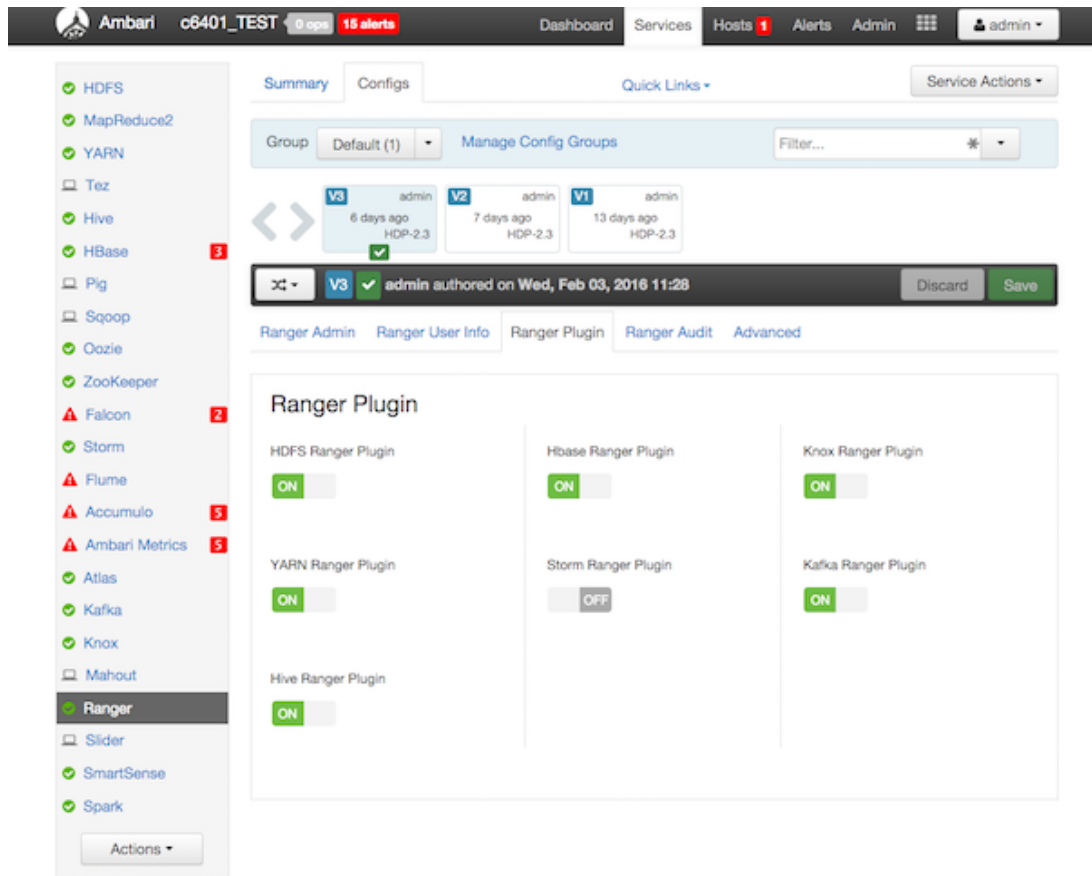 Ambari c6401_TEST 0 ops 15 alerts Dashboard Services Hosts 1 Alerts Admin admin
HDFS
MapReduce2
YARN
Tez
Hive
HBase 3
Pig
Sqoop
Oozie
ZooKeeper
Falcon 2
Storm
Flume
Accumulo 5
Ambari Metrics 5
Atlas
Kafka
Knox
Mahout
Ranger
Slider
SmartSense
Spark
Actions
Summary Configs Quick Links Service Actions
Group Default (1) Manage Config Groups Filter...
V3 admin
6 days ago
HDP-2.3
V2 admin
7 days ago
HDP-2.3
V1 admin
13 days ago
HDP-2.3
V3 admin authored on Wed, Feb 03, 2016 11:28 Discard Save
Ranger Admin Ranger User Info Ranger Plugin Ranger Audit Advanced
Ranger Plugin
HDFS Ranger Plugin
ON
Hbase Ranger Plugin
ON
Knox Ranger Plugin
ON
YARN Ranger Plugin
ON
Storm Ranger Plugin
OFF
Kafka Ranger Plugin
ON
Hive Ranger Plugin
ON